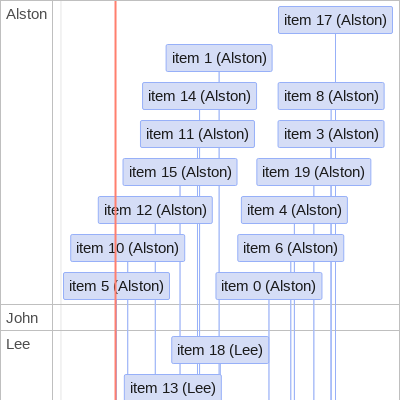 Alston
item 17 (Alston)
item 1 (Alston)
item 14 (Alston)
item 8 (Alston)
item 11 (Alston)
item 3 (Alston)
item 15 (Alston)
item 19 (Alston)
item 12 (Alston)
item 4 (Alston)
item 10 (Alston)
item 6 (Alston)
item 5 (Alston)
item 0 (Alston)
John
Lee
item 18 (Lee)
item 13 (Lee)